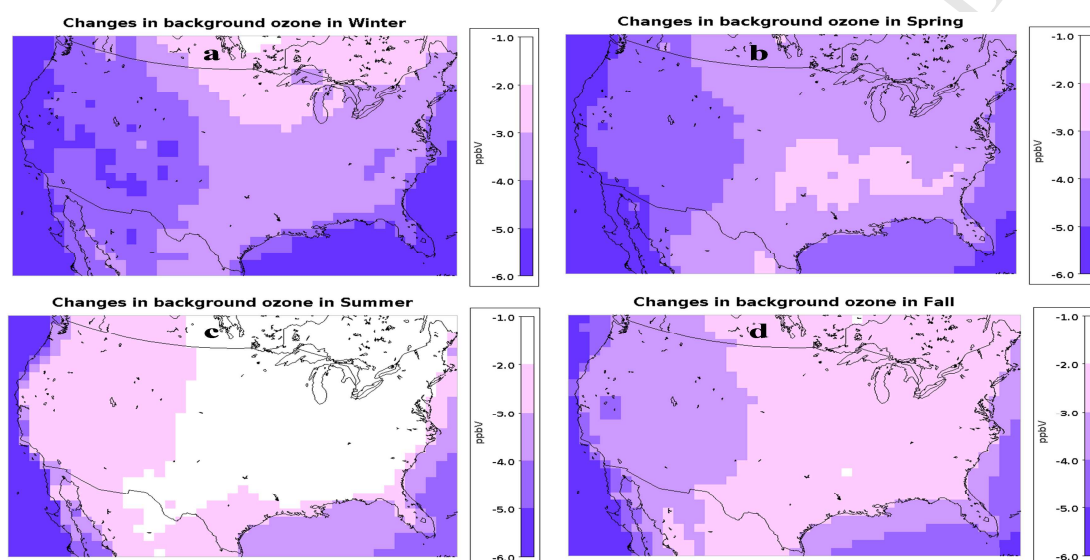 Changes in background ozone in Winter
a
-1.0
-2.0
-3.0
-4.0
-5.0
-6.0
ppbV
Changes in background ozone in Spring
b
-1.0
-2.0
-3.0
-4.0
-5.0
-6.0
ppbV
Changes in background ozone in Summer
c
-1.0
-2.0
-3.0
-4.0
-5.0
-6.0
ppbV
Changes in background ozone in Fall
d
-1.0
-2.0
-3.0
-4.0
-5.0
-6.0
ppbV